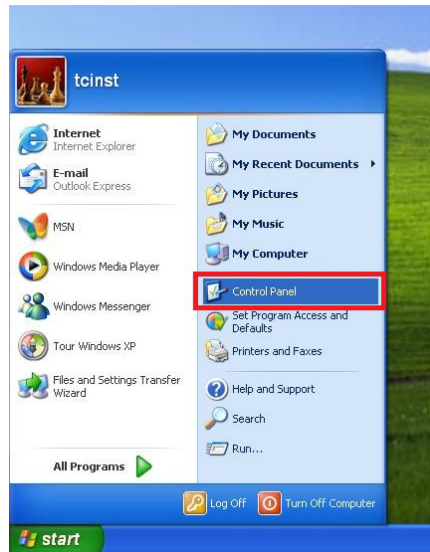 tcinst
Internet
Internet Explorer
E-mail
Outlook Express
MSN
Windows Media Player
Windows Messenger
Tour Windows XP
Files and Settings Transfer
Wizard
All Programs
My Documents
My Recent Documents
My Pictures
My Music
My Computer
Control Panel
Set Program Access and
Defaults
Printers and Faxes
Help and Support
Search
Run...
Log Off
Turn Off Computer
start